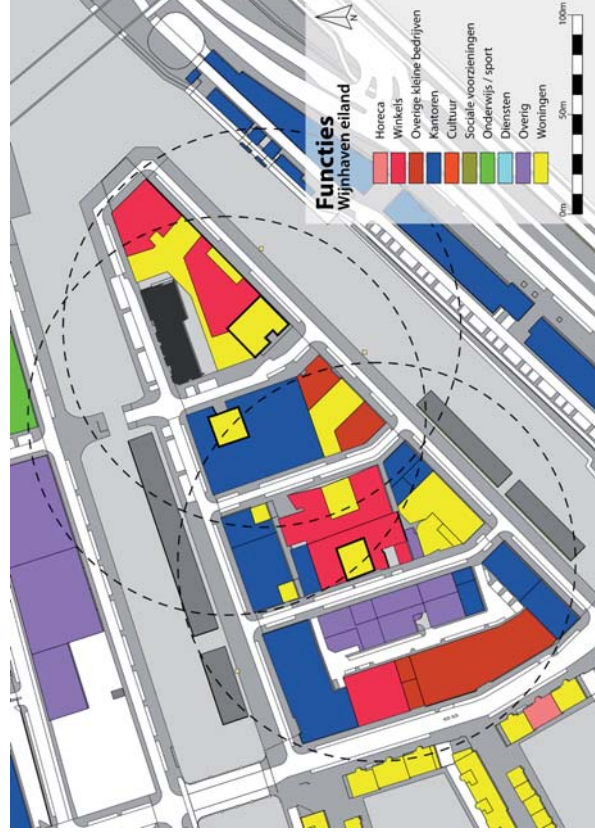 Functies
Wijnhaven eiland
Horeca
Winkels
Overige kleine bedrijven
Kantoren
Cultuur
Sociale voorzieningen
Onderwijs / sport
Diensten
Overig
Woningen
0m
50m
100m
N